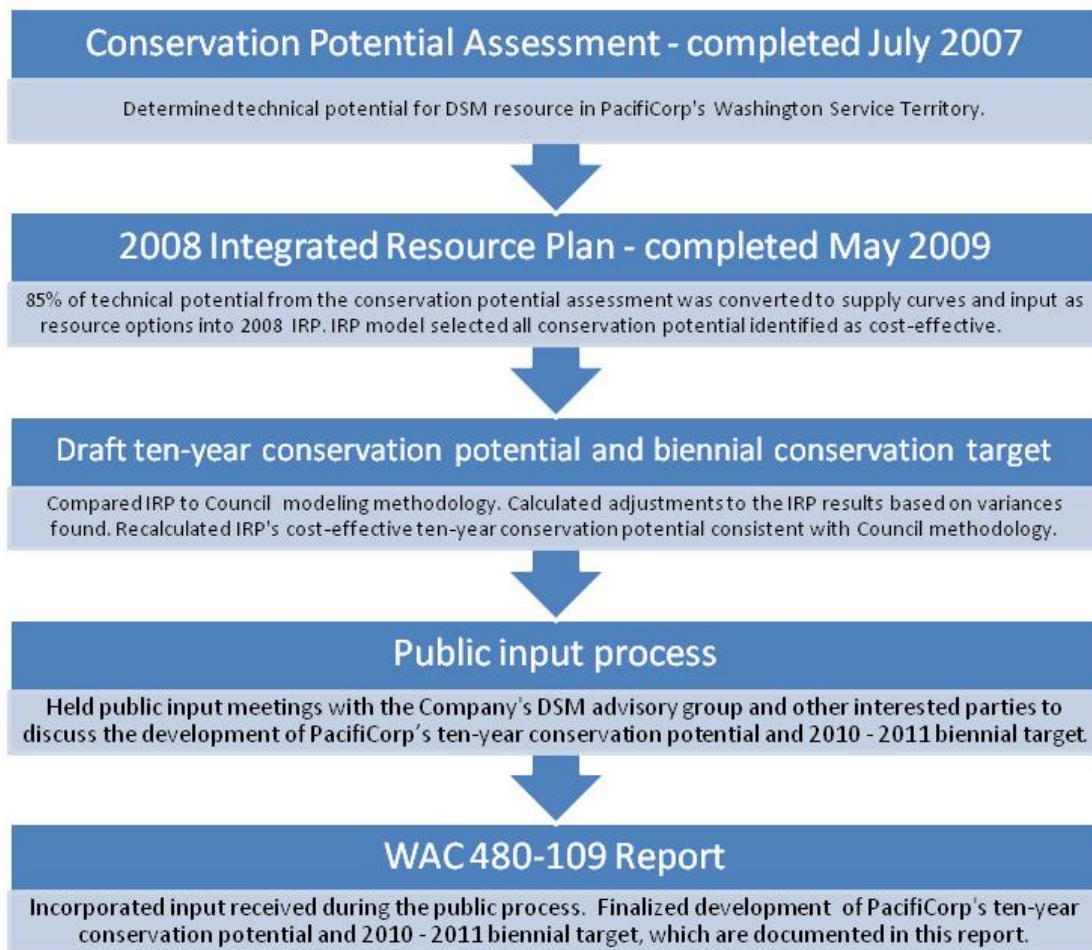 Conservation Potential Assessment - completed July 2007
Determined technical potential for DSM resource in PacifiCorp's Washington Service Territory.
2008 Integrated Resource Plan - completed May 2009
85% of technical potential from the conservation potential assessment was converted to supply curves and input as
resource options into 2008 IRP. IRP model selected all conservation potential identified as cost-effective.
Draft ten-year conservation potential and biennial conservation target
Compared IRP to Council modeling methodology. Calculated adjustments to the IRP results based on variances
found. Recalculated IRP's cost-effective ten-year conservation potential consistent with Council methodology.
Public input process
Held public input meetings with the Company's DSM advisory group and other interested parties to
discuss the development of PacifiCorp's ten-year conservation potential and 2010 - 2011 biennial target.
WAC 480-109 Report
Incorporated input received during the public process. Finalized development of PacifiCorp's ten-year
conservation potential and 2010 - 2011 biennial target, which are documented in this report.